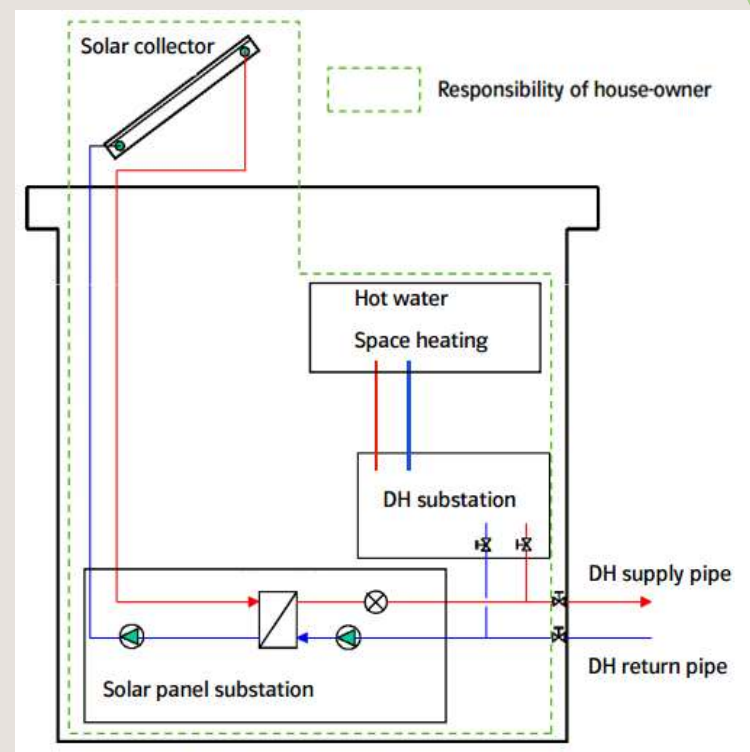 Solar collector
Responsibility of house-owner
Hot water
Space heating
DH substation
DH supply pipe
DH return pipe
Solar panel substation